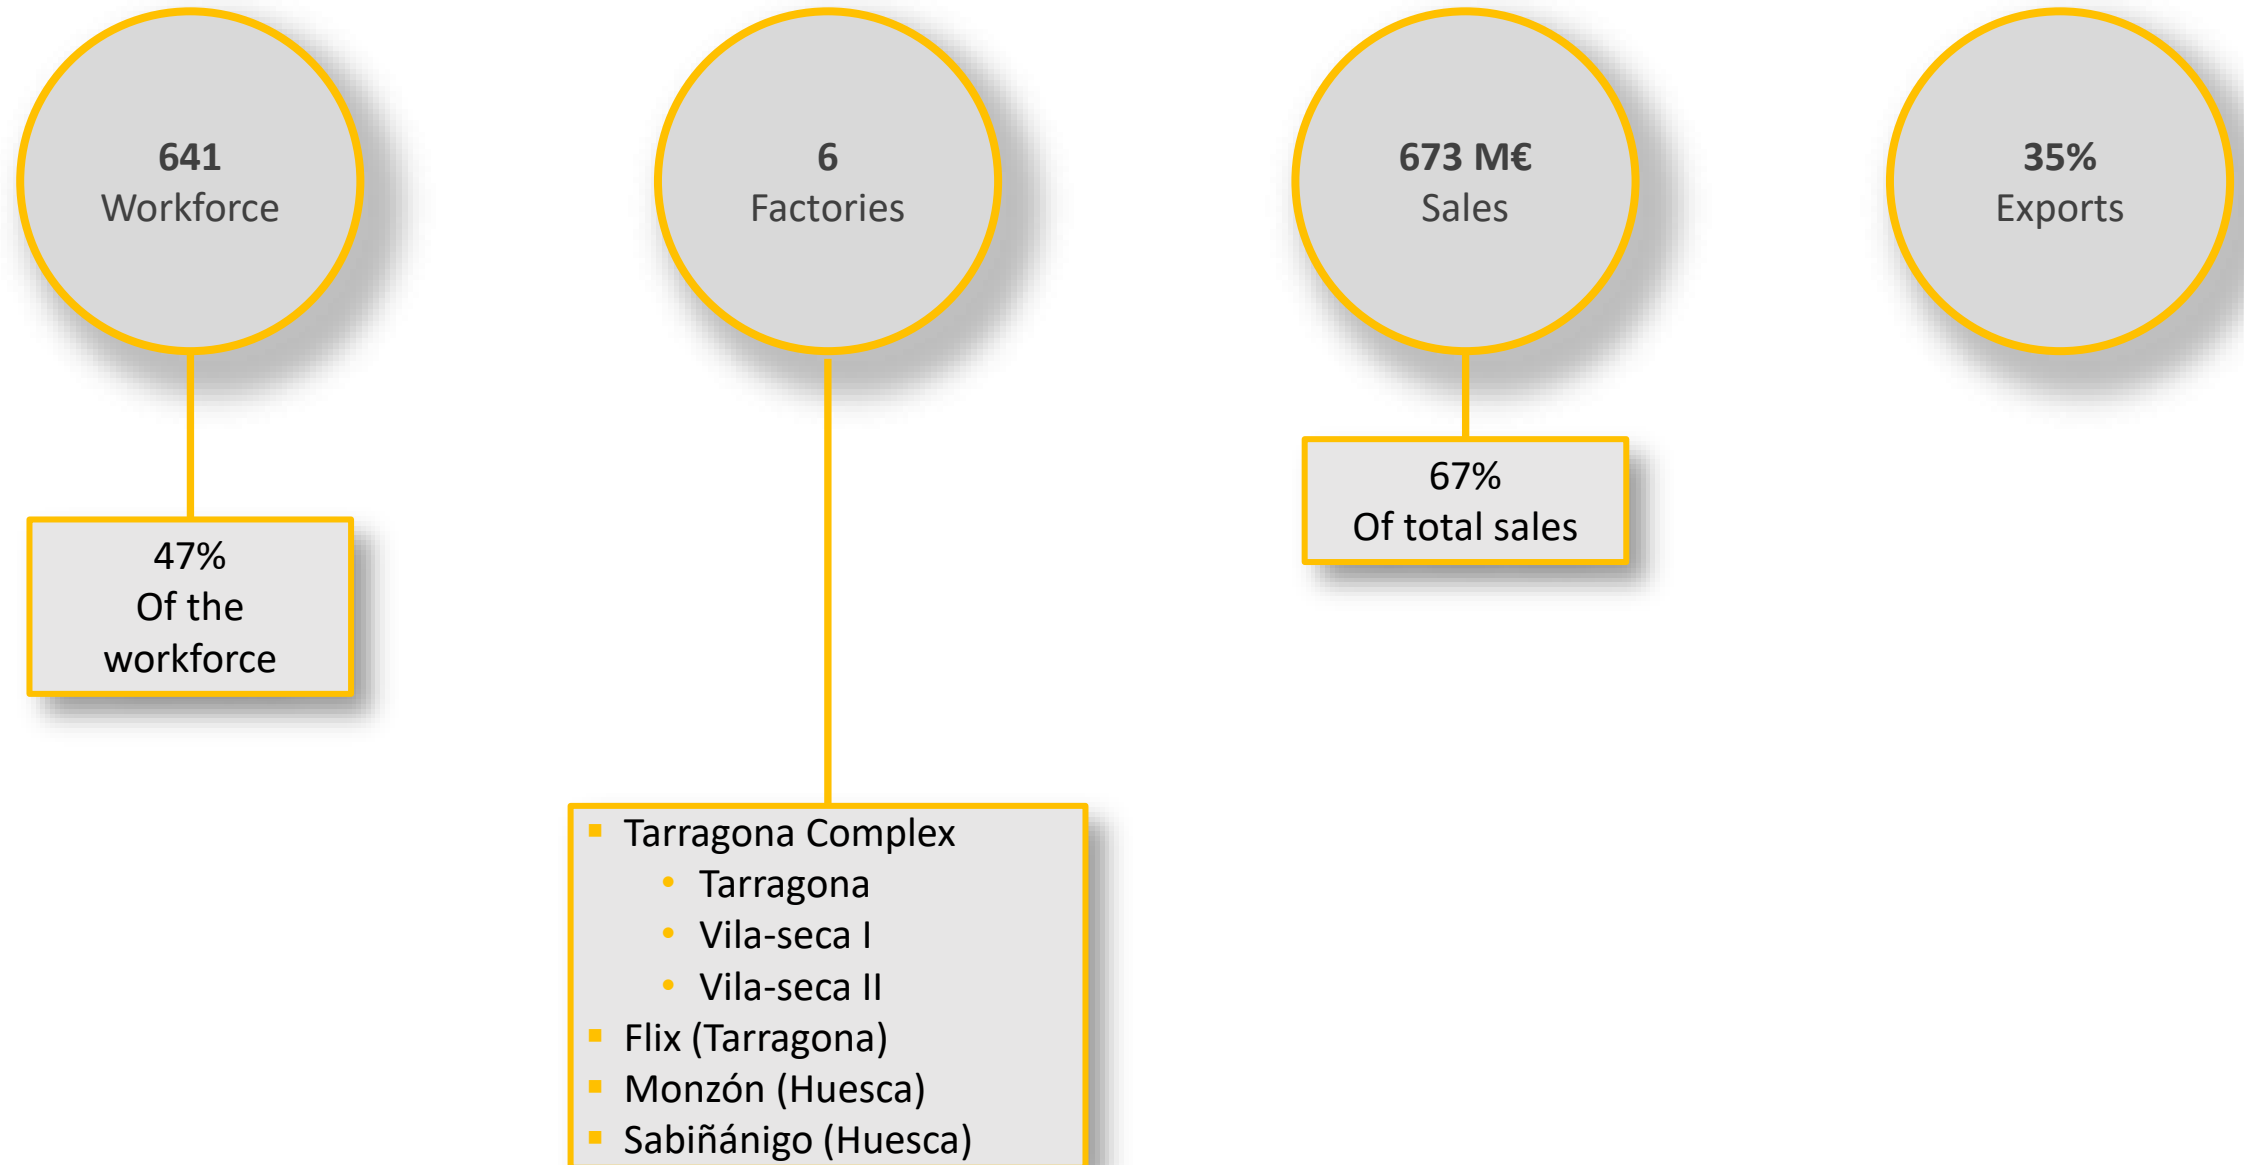 641
Workforce
6
Factories
673 M€
Sales
35%
Exports
47%
Of the
workforce
67%
Of total sales
Tarragona Complex
Tarragona
Vila-seca I
Vila-seca II
Flix (Tarragona)
Monzón (Huesca)
Sabiñánigo (Huesca)